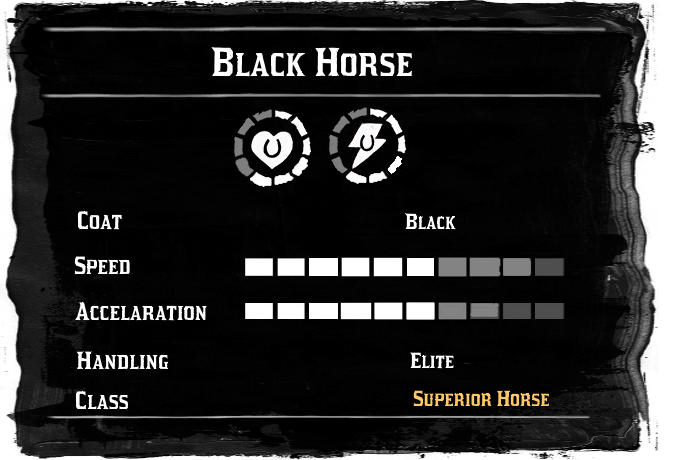 Black Horse
Coat Black
Speed
Accelaration
Handling Elite
Class Superior Horse